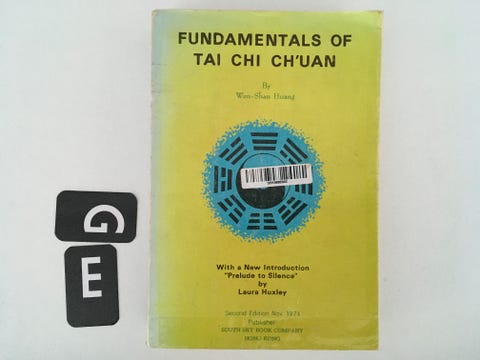 FUNDAMENTALS OF
TAI CHI CH'UAN
By
Wen-Shan Huang
With a New Introduction
"Prelude to Silence"
by
Laura Huxley
Second Edition Nov. 1974
Publisher
SOUTH SKY BOOK COMPANY
HONG KONG
G
E